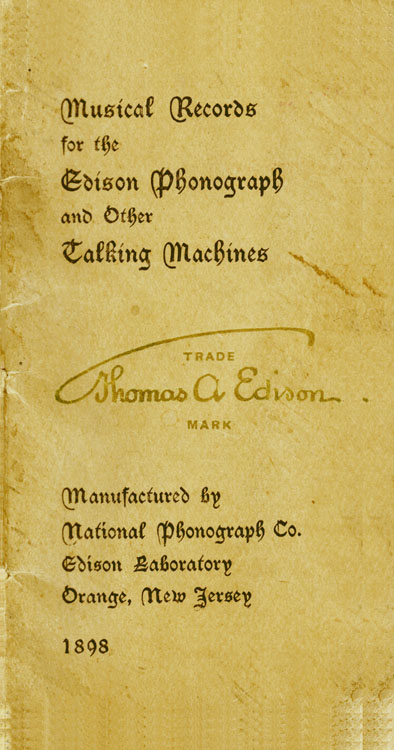 Musical Records
for the
Edison Phonograph
and Other
Talking Machines
TRADE
Thomas A Edison
MARK
Manufactured by
National Phonograph Co.
Edison Laboratory
Orange, New Jersey
1898